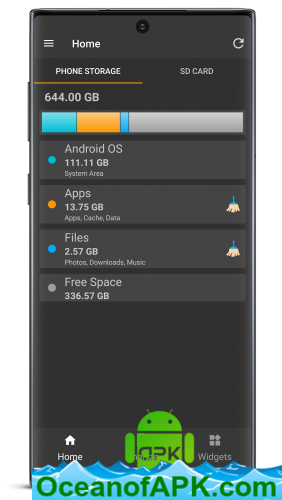 Home
PHONE STORAGE
SD CARD
644.00 GB
Android OS
111.11 GB
System Area
Apps
13.75 GB
Apps, Cache, Data
Files
2.57 GB
Photos, Downloads, Music
Free Space
336.57 GB
APK
Home
Widgets
OceanofAPK.com